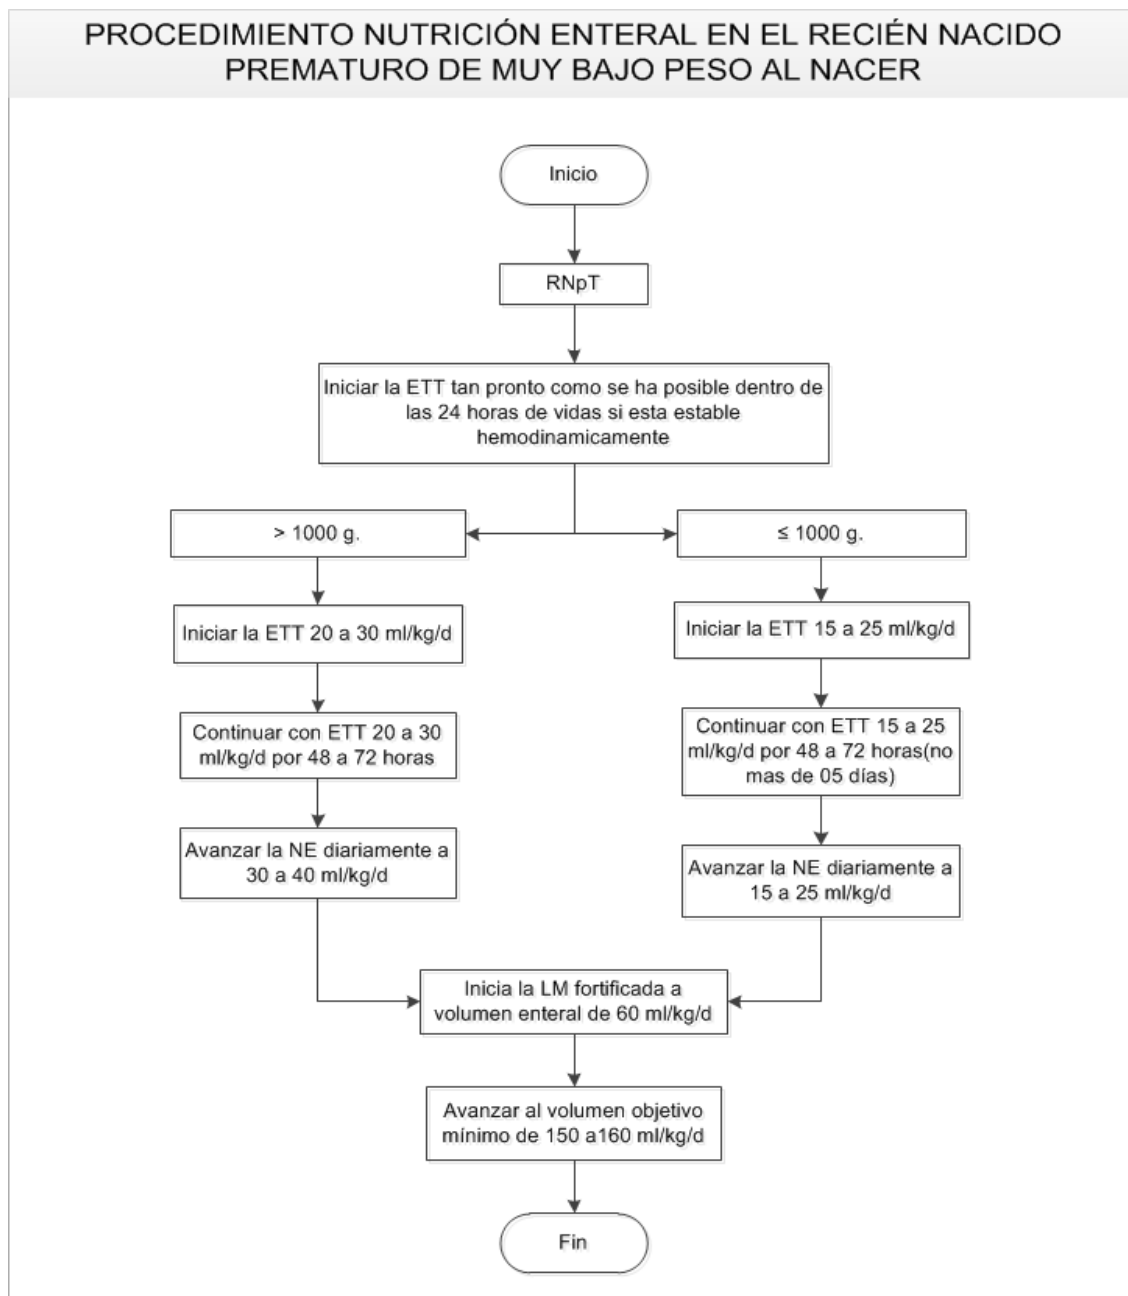 PROCEDIMIENTO NUTRICIÓN ENTERAL EN EL RECIÉN NACIDO
PREMATURO DE MUY BAJO PESO AL NACER
Inicio
RNpT
Iniciar la ETT tan pronto como se ha posible dentro de
las 24 horas de vidas si esta estable
hemodinamicamente
> 1000 g.
≤ 1000 g.
Iniciar la ETT 20 a 30 ml/kg/d
Iniciar la ETT 15 a 25 ml/kg/d
Continuar con ETT 20 a 30
ml/kg/d por 48 a 72 horas
Continuar con ETT 15 a 25
ml/kg/d por 48 a 72 horas(no
mas de 05 días)
Avanzar la NE diariamente a
30 a 40 ml/kg/d
Avanzar la NE diariamente a
15 a 25 ml/kg/d
Inicia la LM fortificada a
volumen enteral de 60 ml/kg/d
Avanzar al volumen objetivo
mínimo de 150 a160 ml/kg/d
Fin